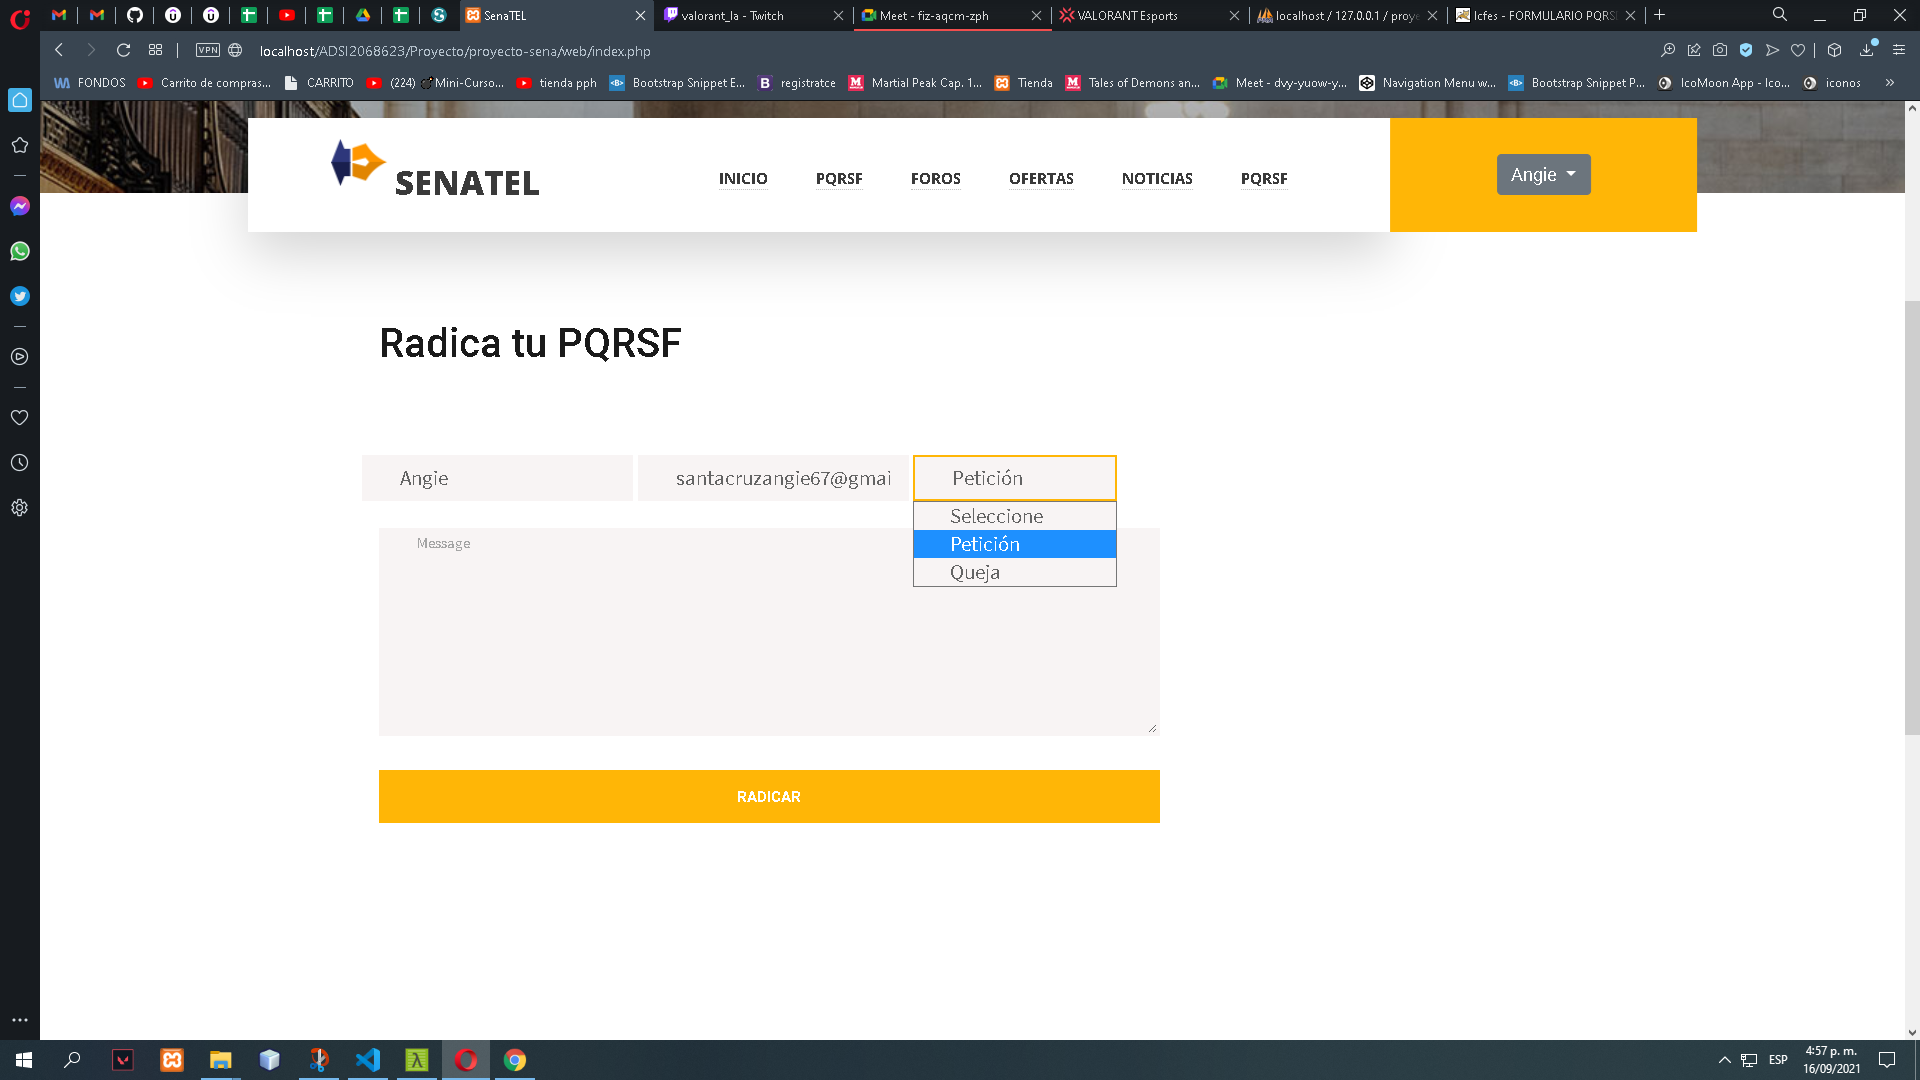 SenaTEL
valorant_la - Twitch
Meet - fiz-aqcm-zph
VALORANT Esports
localhost / 127.0.0.1 / proye
Icfes - FORMULARIO PQRS
VPN
localhost/ADSI2068623/Proyecto/proyecto-sena/web/index.php
FONDOS
Carrito de compras...
CARRITO
(224) Mini-Curso...
tienda pph
Bootstrap Snippet E...
registratce
Martial Peak Cap. 1...
Tienda
Tales of Demons an...
Meet - dvy-yuow-y...
Navigation Menu w...
Bootstrap Snippet P...
IcoMoon App - Ico...
iconos
SENATEL
INICIO
PQRSF
FOROS
OFERTAS
NOTICIAS
PQRSF
Angie
Radica tu PQRSF
Angie
santacruzangie67@gmai
Petición
Seleccione
Petición
Queja
Message
RADICAR
ESP
4:57 p. m.
16/09/2021